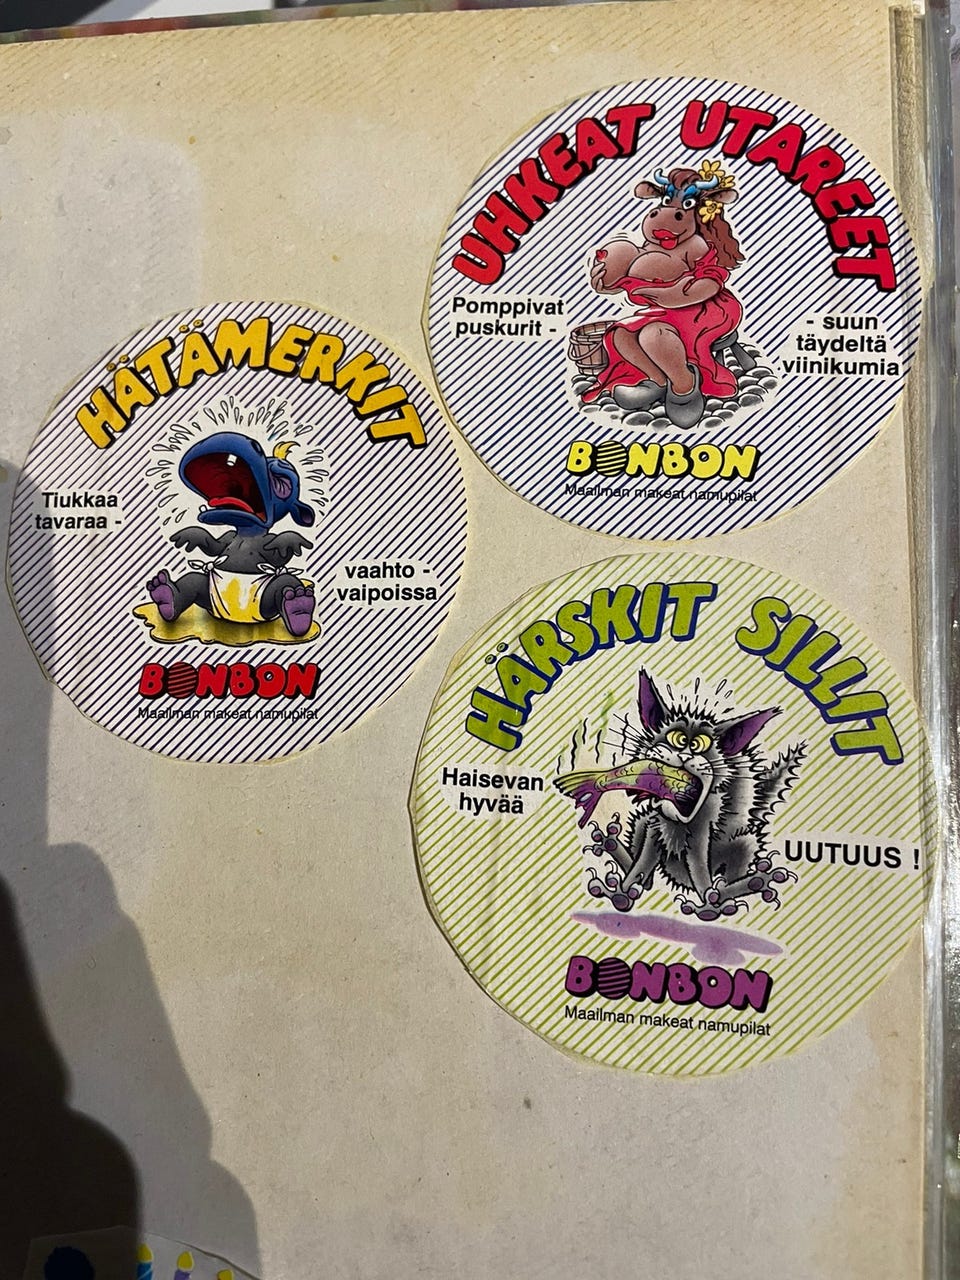 UHKEAT UTAREET
Pomppivat
puskurit -
- suun
täydeltä
viinikumia
BONBON
Maailman makeat namupilat
HÄTÄMERKIT
Tiukkaa
tavaraa -
vaahto -
vaipoissa
BONBON
Maailman makeat namupilat
HÄRSKIT SILLIT
Haisevan
hyvää
UUTUUS !
BONBON
Maailman makeat namupilat